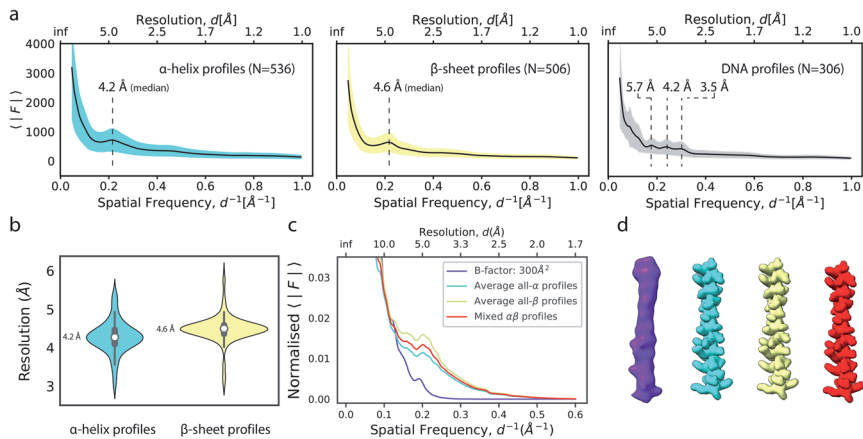 a
Resolution, d[Å]
inf 5.0 2.5 1.7 1.2 1.0
4000
3000
2000
1000
0
⟨ | F | ⟩
α-helix profiles (N=536)
4.2 Å (median)
0.0 0.2 0.4 0.6 0.8 1.0
Spatial Frequency, d⁻¹[Å⁻¹]
Resolution, d[Å]
inf 5.0 2.5 1.7 1.2 1.0
β-sheet profiles (N=506)
4.6 Å (median)
0.0 0.2 0.4 0.6 0.8 1.0
Spatial Frequency, d⁻¹[Å⁻¹]
Resolution, d[Å]
inf 5.0 2.5 1.7 1.2 1.0
DNA profiles (N=306)
5.7 Å 4.2 Å 3.5 Å
0.0 0.2 0.4 0.6 0.8 1.0
Spatial Frequency, d⁻¹[Å⁻¹]
b
Resolution (Å)
6
5
4
3
4.2 Å
4.6 Å
α-helix profiles β-sheet profiles
c
Resolution, d(Å)
inf 10.0 5.0 3.3 2.5 2.0 1.7
Normalised ⟨ | F | ⟩
0.03
0.02
0.01
0.00
B-factor: 300Å²
Average all-α profiles
Average all-β profiles
Mixed αβ profiles
0.0 0.1 0.2 0.3 0.4 0.5 0.6
Spatial Frequency, d⁻¹(Å⁻¹)
d